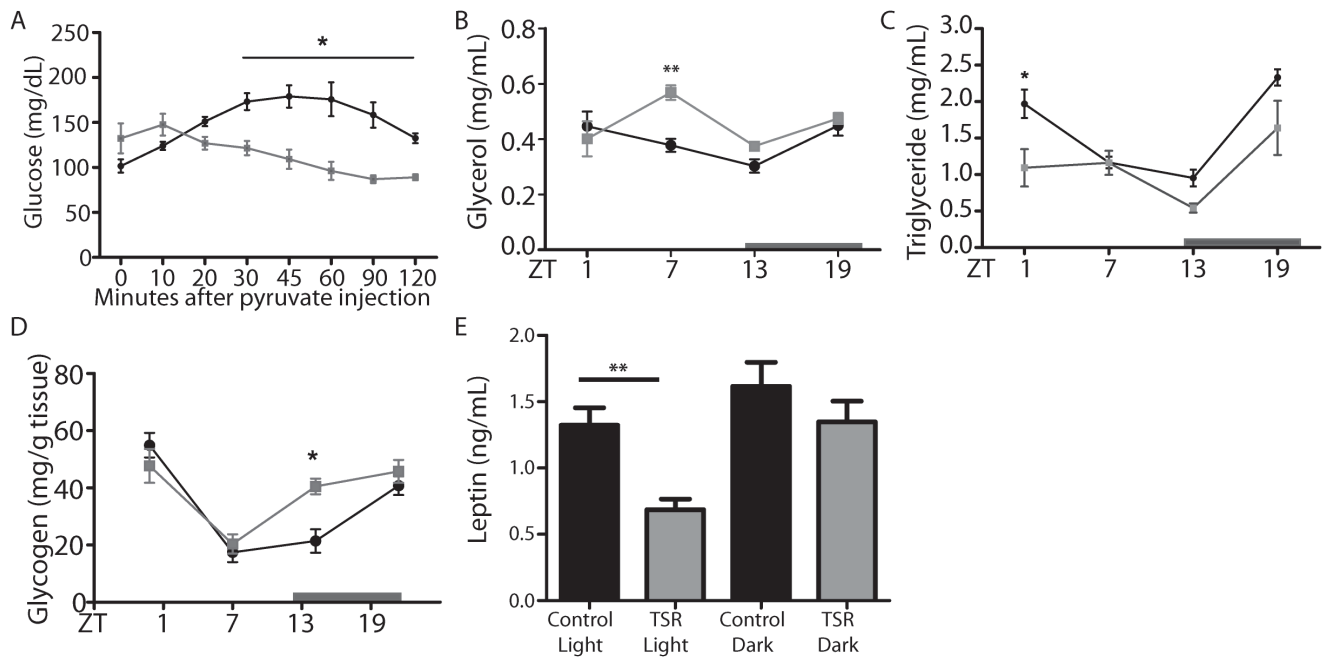 A
250
200
150
100
50
0
Glucose (mg/dL)
*
0 10 20 30 45 60 90 120
Minutes after pyruvate injection
B
0.8
0.6
0.4
0.2
0.0
Glycerol (mg/mL)
**
ZT 1 7 13 19
C
3.0
2.5
2.0
1.5
1.0
0.5
0.0
Triglyceride (mg/mL)
*
ZT 1 7 13 19
D
80
60
40
20
0
Glycogen (mg/g tissue)
*
ZT 1 7 13 19
E
2.0
1.5
1.0
0.5
0.0
Leptin (ng/mL)
**
Control TSR Control TSR
Light Light Dark Dark